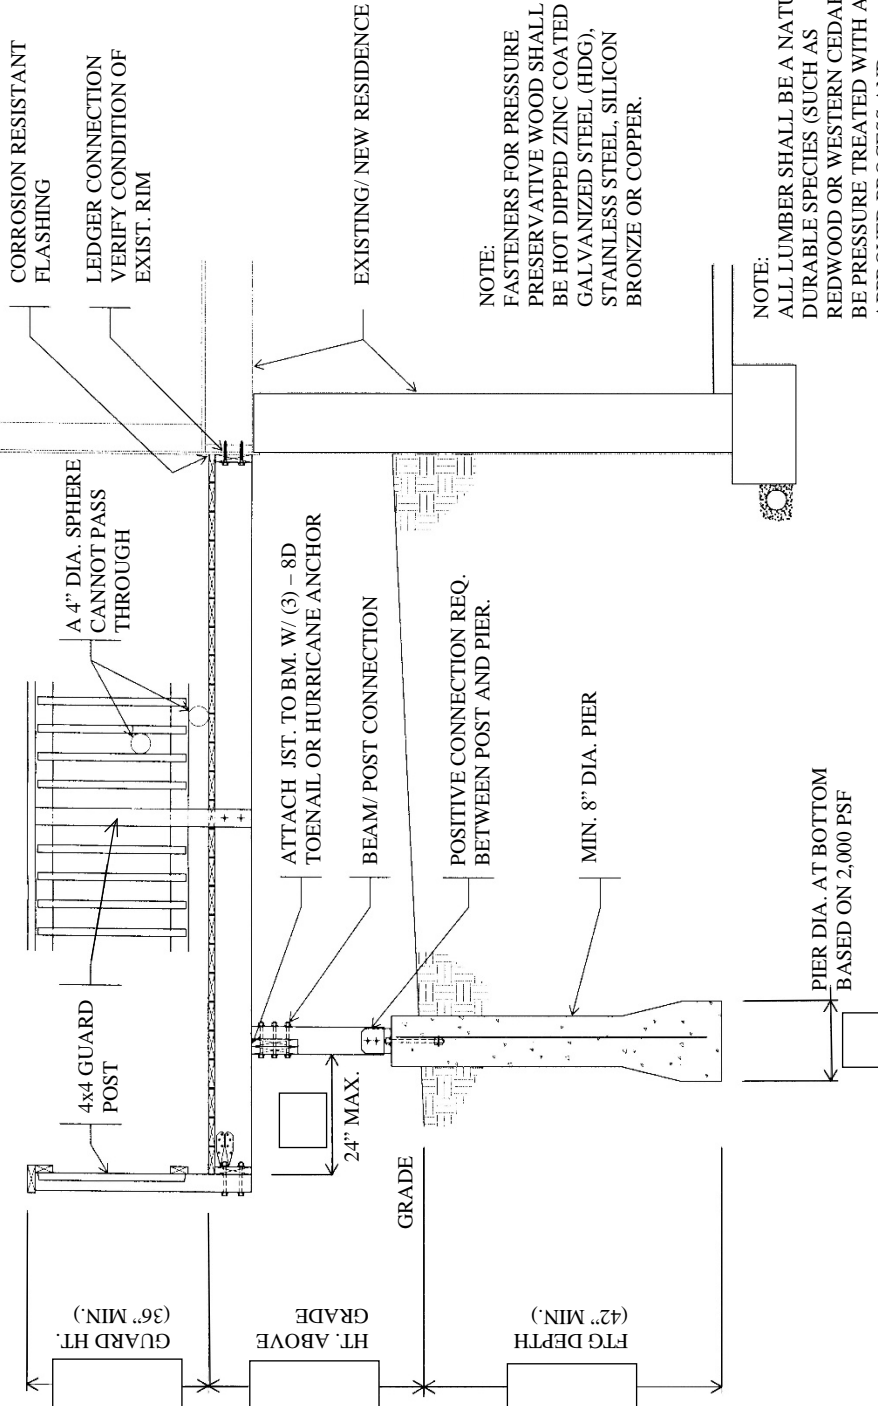 CORROSION RESISTANT
FLASHING
LEDGER CONNECTION
VERIFY CONDITION OF
EXIST. RIM
EXISTING/ NEW RESIDENCE
NOTE:
FASTENERS FOR PRESSURE
PRESERVATIVE WOOD SHALL
BE HOT DIPPED ZINC COATED
GALVANIZED STEEL (HDG),
STAINLESS STEEL, SILICON
BRONZE OR COPPER.
NOTE:
ALL LUMBER SHALL BE A
DURABLE SPECIES (SUCH AS
REDWOOD OR WESTERN CEDAR
BE PRESSURE TREATED WITH A
APPROVED PROCESS AND
A 4” DIA. SPHERE
CANNOT PASS
THROUGH
ATTACH JST. TO BM. W/ (3) – 8D
TOENAIL OR HURRICANE ANCHOR
BEAM/ POST CONNECTION
POSITIVE CONNECTION REQ.
BETWEEN POST AND PIER.
MIN. 8” DIA. PIER
PIER DIA. AT BOTTOM
BASED ON 2,000 PSF
4x4 GUARD
POST
24” MAX.
GRADE
GUARD HT.
(36” MIN.)
HT. ABOVE
GRADE
FTG DEPTH
(42” MIN.)